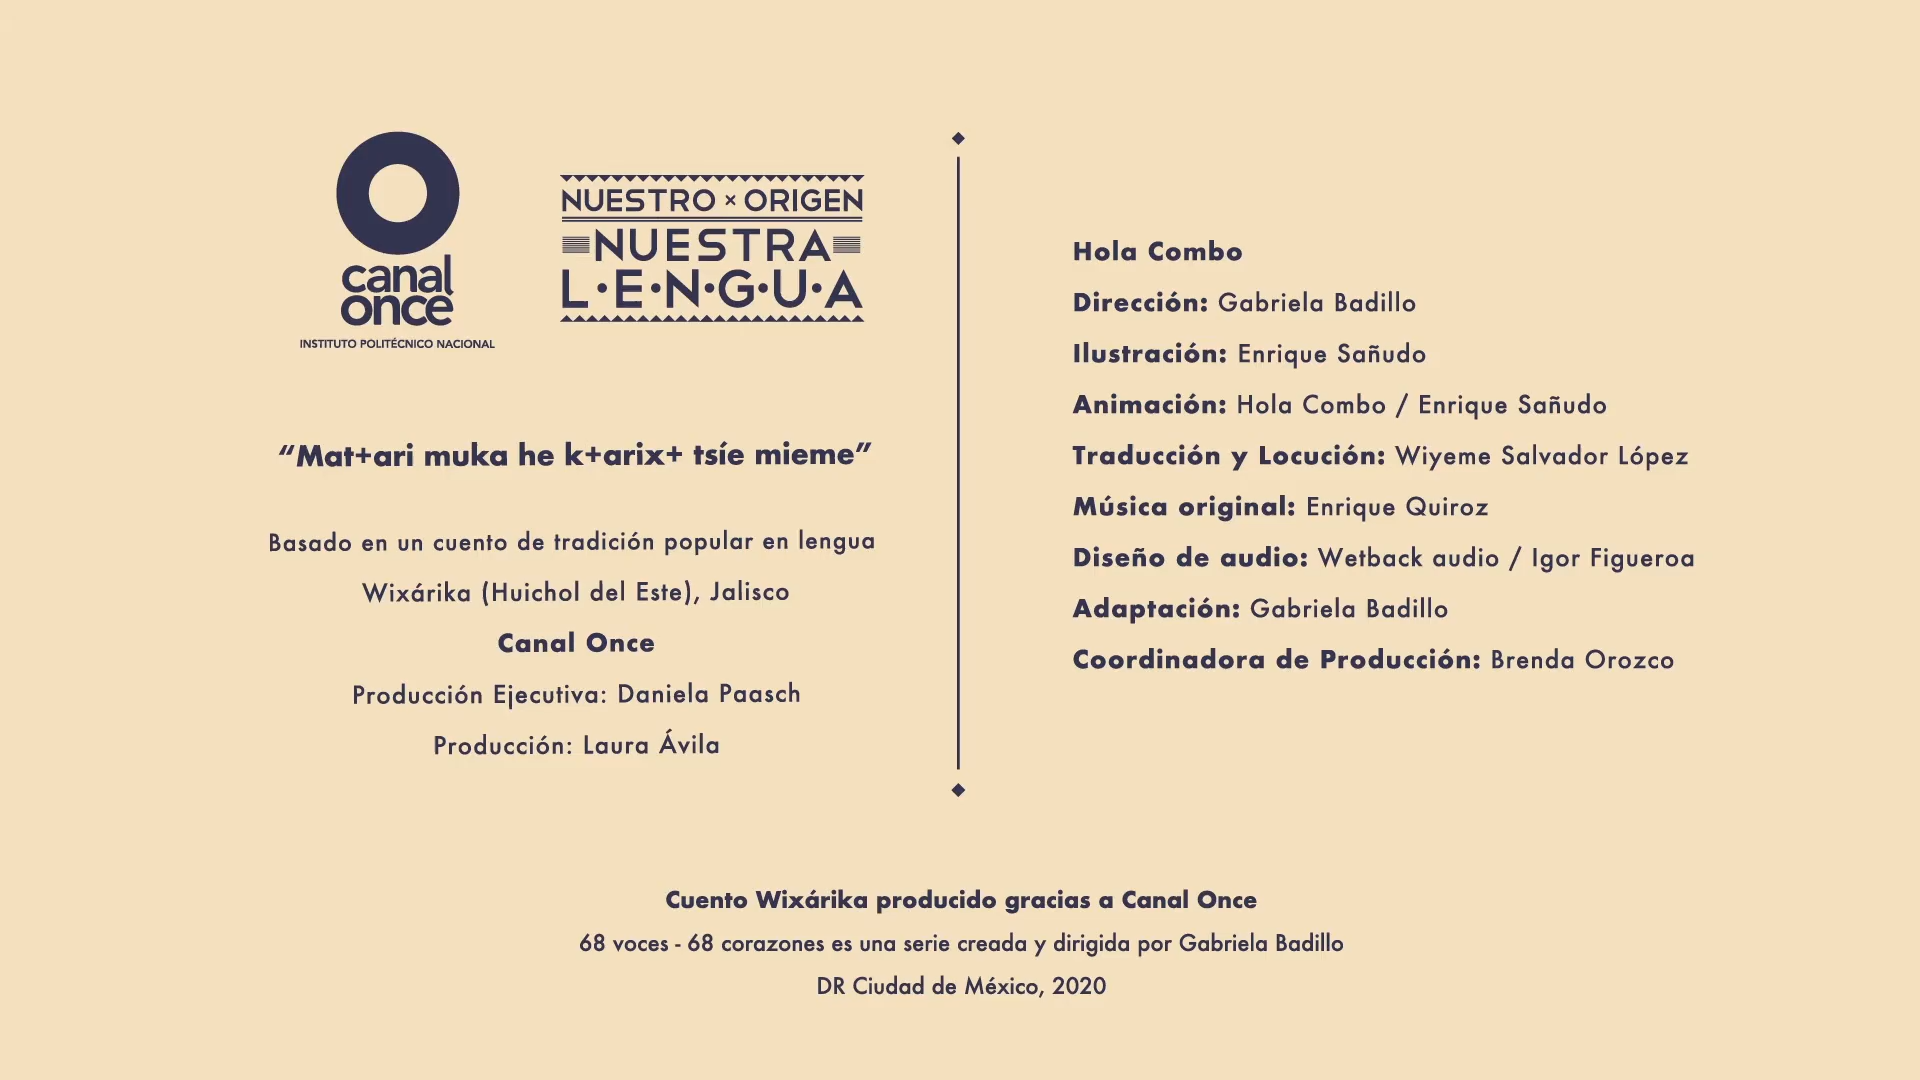 canal
once
INSTITUTO POLITÉCNICO NACIONAL
NUESTRO × ORIGEN
NUESTRA
L·E·N·G·U·A
“Mat+ari muka he k+arix+ tsíe mieme”
Basado en un cuento de tradición popular en lengua
Wixárika (Huichol del Este), Jalisco
Canal Once
Producción Ejecutiva: Daniela Paasch
Producción: Laura Ávila
Hola Combo
Dirección: Gabriela Badillo
Ilustración: Enrique Sañudo
Animación: Hola Combo / Enrique Sañudo
Traducción y Locución: Wiyeme Salvador López
Música original: Enrique Quiroz
Diseño de audio: Wetback audio / Igor Figueroa
Adaptación: Gabriela Badillo
Coordinadora de Producción: Brenda Orozco
Cuento Wixárika producido gracias a Canal Once
68 voces - 68 corazones es una serie creada y dirigida por Gabriela Badillo
DR Ciudad de México, 2020